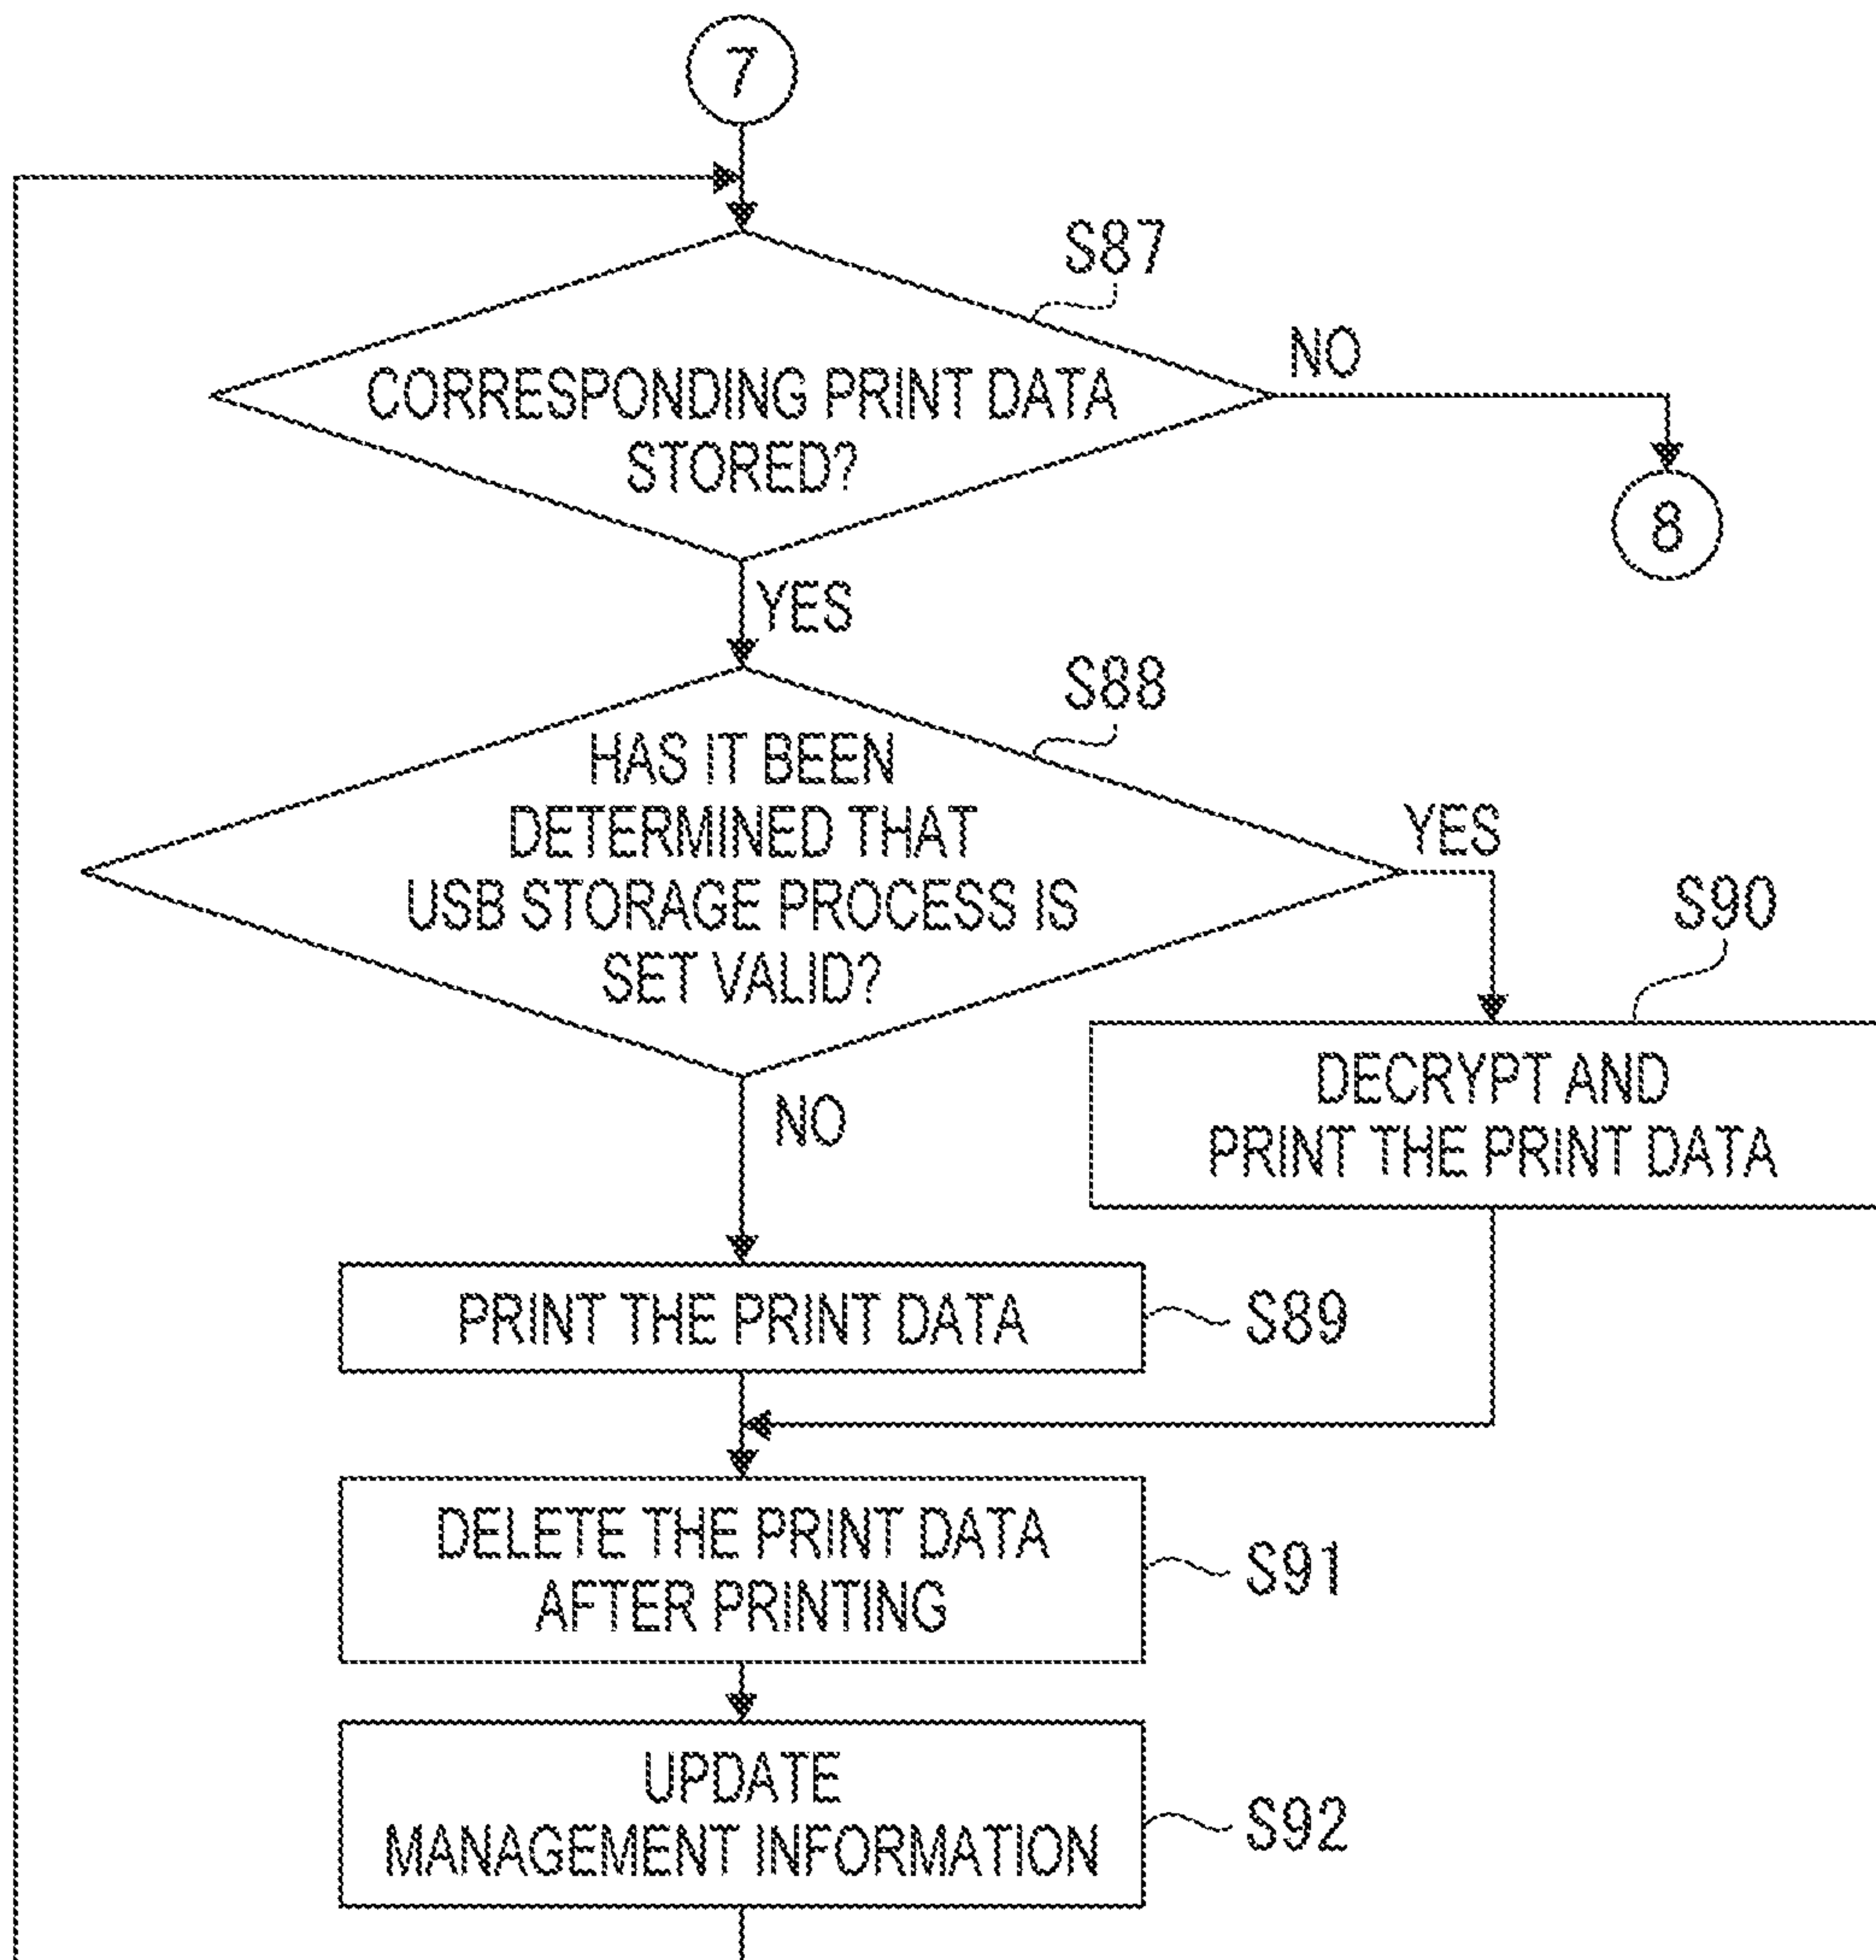 7
S87
NO
CORRESPONDING PRINT DATA
STORED?
8
YES
S88
HAS IT BEEN
DETERMINED THAT
USB STORAGE PROCESS IS
SET VALID?
YES
S90
DECRYPT AND
PRINT THE PRINT DATA
NO
PRINT THE PRINT DATA
S89
DELETE THE PRINT DATA
AFTER PRINTING
S91
UPDATE
MANAGEMENT INFORMATION
S92